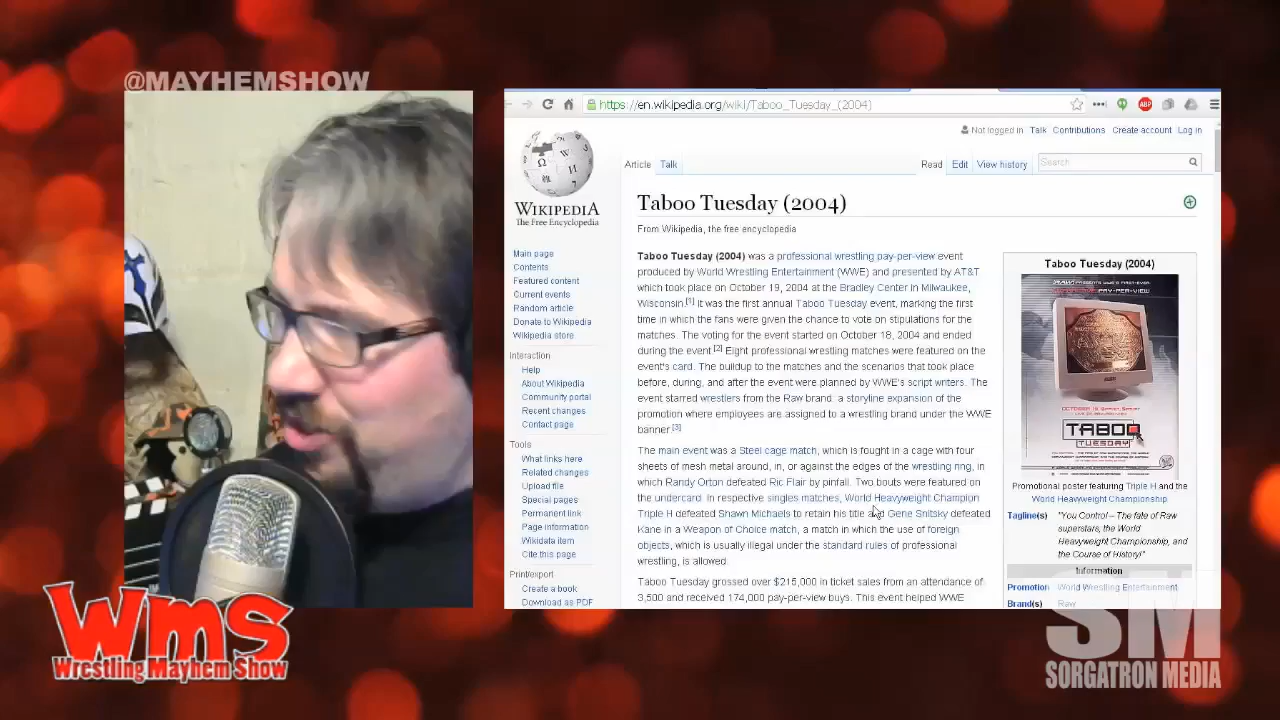 @MAYHEMSHOW
https://en.wikipedia.org/wiki/Taboo_Tuesday_(2004)
Not logged in Talk Contributions Create account Log in
Article Talk Read Edit View history Search
WIKIPEDIA
The Free Encyclopedia
Main page
Contents
Featured content
Current events
Random article
Donate to Wikipedia
Wikipedia store
Interaction
Help
About Wikipedia
Community portal
Recent changes
Contact page
Tools
What links here
Related changes
Upload file
Special pages
Permanent link
Page information
Wikidata item
Cite this page
Print/export
Create a book
Download as PDF
Taboo Tuesday (2004)
From Wikipedia, the free encyclopedia
Taboo Tuesday (2004) was a professional wrestling pay-per-view event
produced by World Wrestling Entertainment (WWE) and presented by AT&T
which took place on October 19, 2004 at the Bradley Center in Milwaukee,
Wisconsin.[1] It was the first annual Taboo Tuesday event, marking the first
time in which the fans were given the chance to vote on stipulations for the
matches. The voting for the event started on October 18, 2004 and ended
during the event.[2] Eight professional wrestling matches were featured on the
event's card. The buildup to the matches and the scenarios that took place
before, during, and after the event were planned by WWE's script writers. The
event starred wrestlers from the Raw brand, a storyline expansion of the
promotion where employees are assigned to a wrestling brand under the WWE
banner.[3]
The main event was a Steel cage match, which was fought in a cage with four
sheets of mesh metal around, in, or against the edges of the wrestling ring, in
which Randy Orton defeated Ric Flair by pinfall. Two bouts were featured on
the undercard. In respective singles matches, World Heavyweight Champion
Triple H defeated Shawn Michaels to retain his title and Gene Snitsky defeated
Kane in a Weapon of Choice match, a match in which the use of foreign
objects, which is usually illegal under the standard rules of professional
wrestling, is allowed.
Taboo Tuesday grossed over $215,000 in ticket sales from an attendance of
3,500 and received 174,000 pay-per-view buys. This event helped WWE
Taboo Tuesday (2004)
TABOO
TUESDAY
Promotional poster featuring Triple H and the
World Heavyweight Championship
Tagline(s) "You Control – The fate of Raw
superstars, the World
Heavyweight Championship, and
the Course of History!"
Information
Promotion World Wrestling Entertainment
Brand(s) Raw
wms
Wrestling Mayhem Show
SM
SORGATRON MEDIA